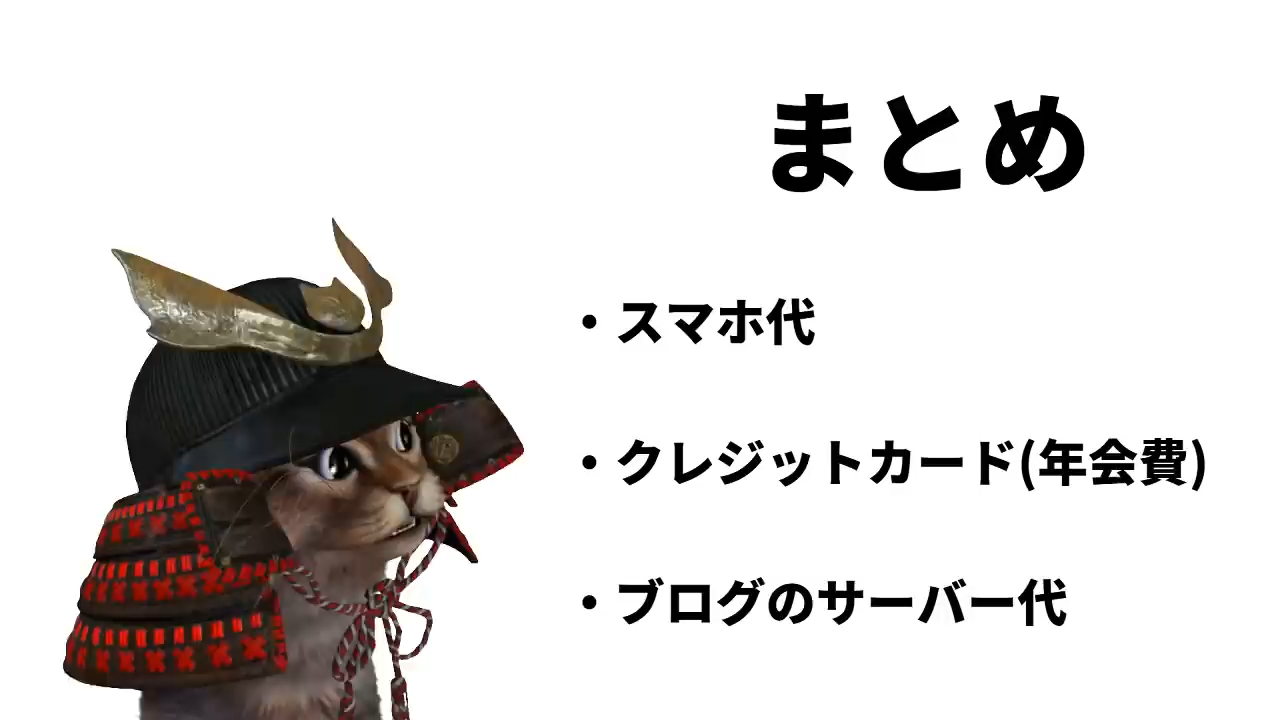 まとめ
・スマホ代
・クレジットカード(年会費)
・ブログのサーバー代